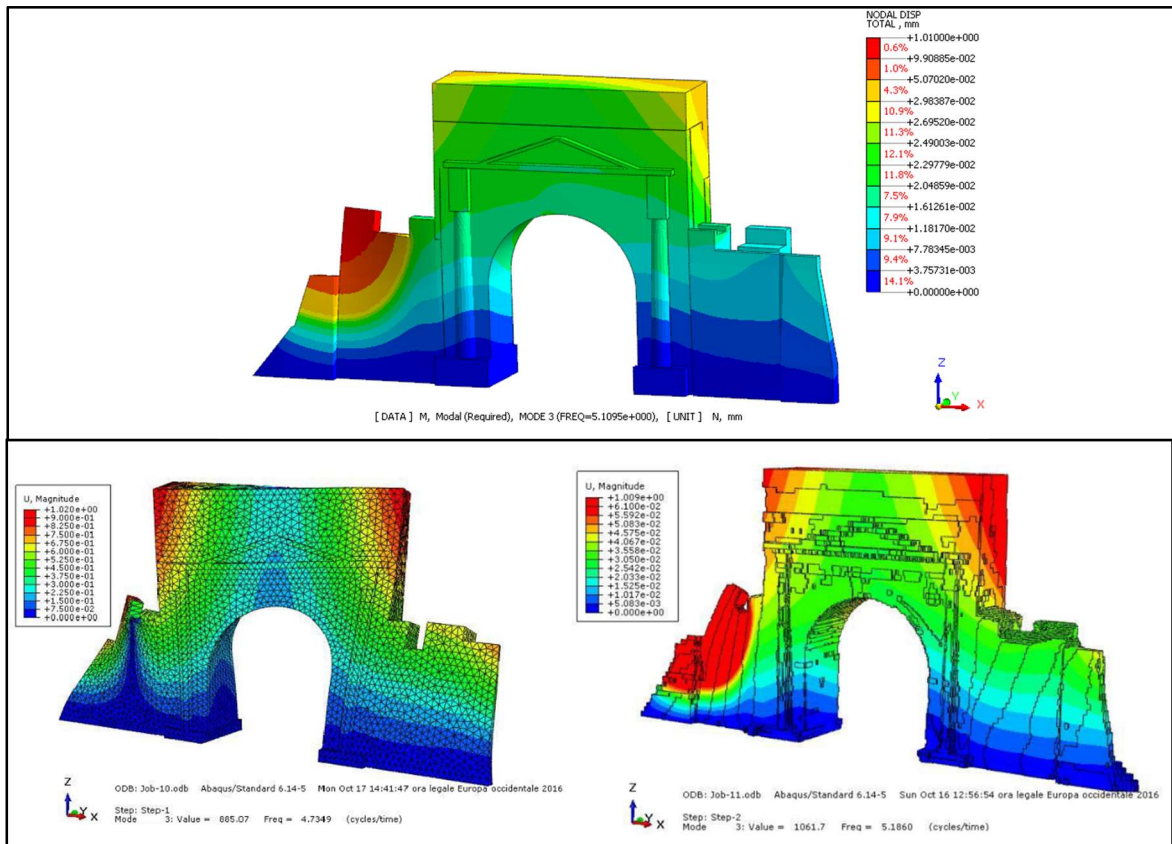 NODAL DISP
TOTAL , mm
+1.01000e+000
0.6%
+9.90885e-002
1.0%
+5.07020e-002
4.3%
+2.98387e-002
10.9%
+2.69520e-002
11.3%
+2.49003e-002
12.1%
+2.29779e-002
11.8%
+2.04859e-002
7.5%
+1.61261e-002
7.9%
+1.18170e-002
9.1%
+7.78345e-003
9.4%
+3.75731e-003
14.1%
+0.00000e+000
Z
Y
X
[ DATA ] M, Modal (Required), MODE 3 (FREQ=5.1095e+000), [ UNIT ] N, mm
U, Magnitude
+1.020e+00
+9.000e-01
+8.250e-01
+7.500e-01
+6.750e-01
+6.000e-01
+5.250e-01
+4.500e-01
+3.750e-01
+3.000e-01
+2.250e-01
+1.500e-01
+7.500e-02
+0.000e+00
Z
Y
X
ODB: Job-10.odb Abaqus/Standard 6.14-5 Mon Oct 17 14:41:47 ora legale Europa occidentale 2016
Step: Step-1
Mode 3: Value = 885.07 Freq = 4.7349 (cycles/time)
U, Magnitude
+1.009e+00
+6.100e-02
+5.592e-02
+5.083e-02
+4.575e-02
+4.067e-02
+3.558e-02
+3.050e-02
+2.542e-02
+2.033e-02
+1.525e-02
+1.017e-02
+5.083e-03
+0.000e+00
Z
Y
X
ODB: Job-11.odb Abaqus/Standard 6.14-5 Sun Oct 16 12:56:54 ora legale Europa occidentale 2016
Step: Step-2
Mode 3: Value = 1061.7 Freq = 5.1860 (cycles/time)